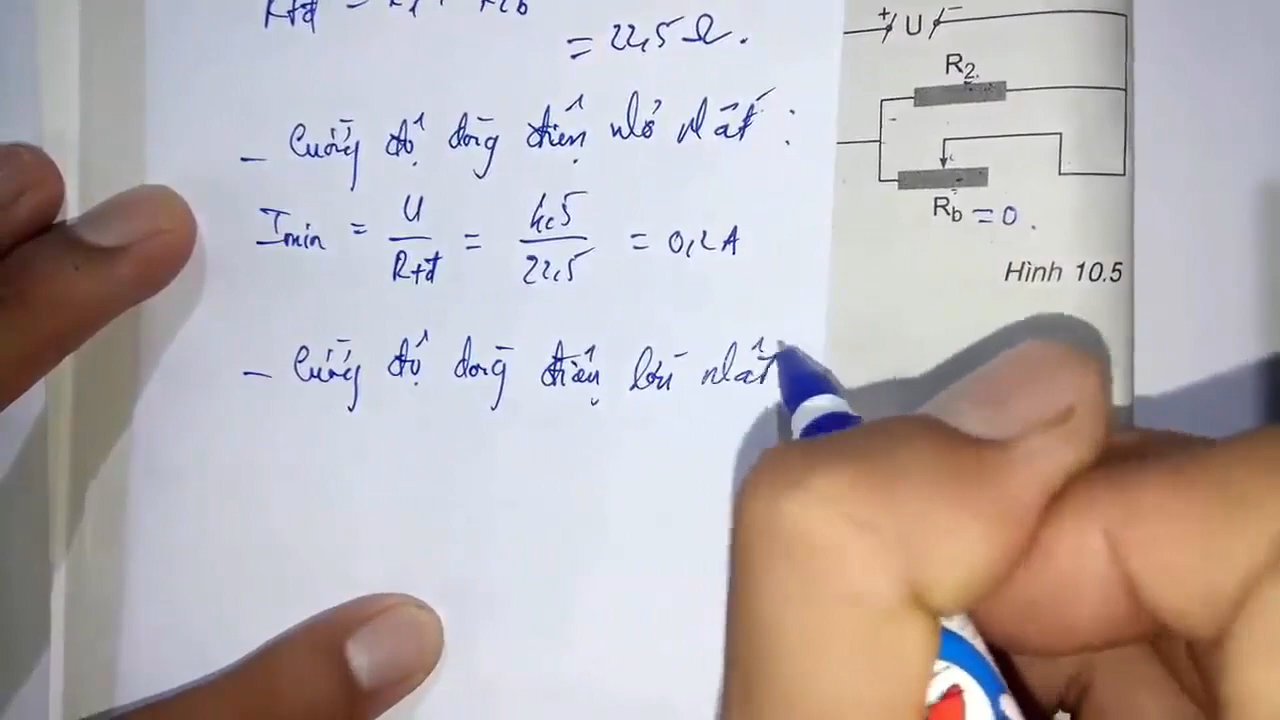 = 22,5 Ω.
- Cường độ dòng điện nhỏ nhất:
Imin = U / Rtđ = 4,5 / 22,5 = 0,2A
- Cường độ dòng điện lớn nhất
+ U -
R2
Rb = 0.
Hình 10.5